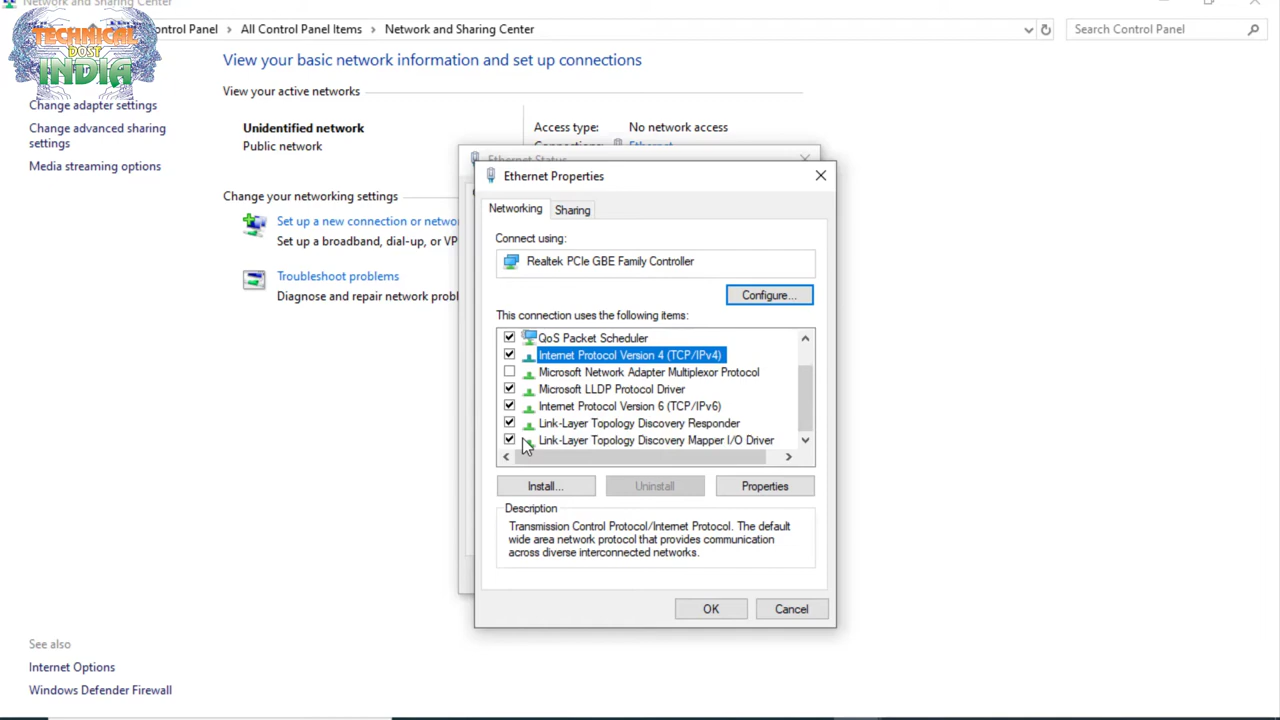 Network and Sharing Center
TECHNICAL
DOST
INDIA
ontrol Panel > All Control Panel Items > Network and Sharing Center
Search Control Panel
Change adapter settings
Change advanced sharing
settings
Media streaming options
View your basic network information and set up connections
View your active networks
Unidentified network
Public network
Access type: No network access
Connections: Ethernet
Change your networking settings
Set up a new connection or netwo
Set up a broadband, dial-up, or VP
Troubleshoot problems
Diagnose and repair network probl
Ethernet Status
Ethernet Properties
Networking
Sharing
Connect using:
Realtek PCIe GBE Family Controller
Configure...
This connection uses the following items:
QoS Packet Scheduler
Internet Protocol Version 4 (TCP/IPv4)
Microsoft Network Adapter Multiplexor Protocol
Microsoft LLDP Protocol Driver
Internet Protocol Version 6 (TCP/IPv6)
Link-Layer Topology Discovery Responder
Link-Layer Topology Discovery Mapper I/O Driver
Install...
Uninstall
Properties
Description
Transmission Control Protocol/Internet Protocol. The default
wide area network protocol that provides communication
across diverse interconnected networks.
OK
Cancel
See also
Internet Options
Windows Defender Firewall